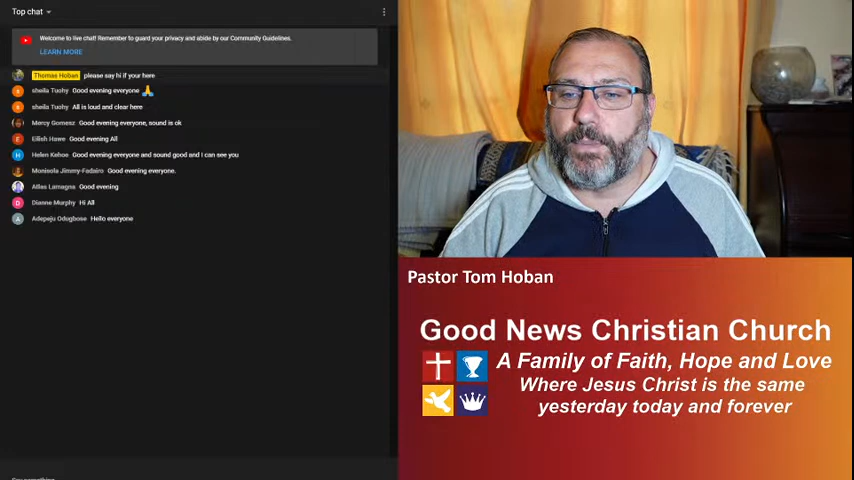 Top chat
Welcome to live chat! Remember to guard your privacy and abide by our Community Guidelines.
LEARN MORE
Thomas Hoban please say hi if your here
sheila Tuohy Good evening everyone 🙏
sheila Tuohy All is loud and clear here
Mercy Gomesz Good evening everyone, sound is ok
Eilish Hawe Good evening All
Helen Kehoe Good evening everyone and sound good and I can see you
Monisola Jimmy-Fadairo Good evening everyone.
Atlas Lamagna Good evening
Dianne Murphy Hi All
Adepeju Odugbose Hello everyone
Pastor Tom Hoban
Good News Christian Church
A Family of Faith, Hope and Love
Where Jesus Christ is the same
yesterday today and forever